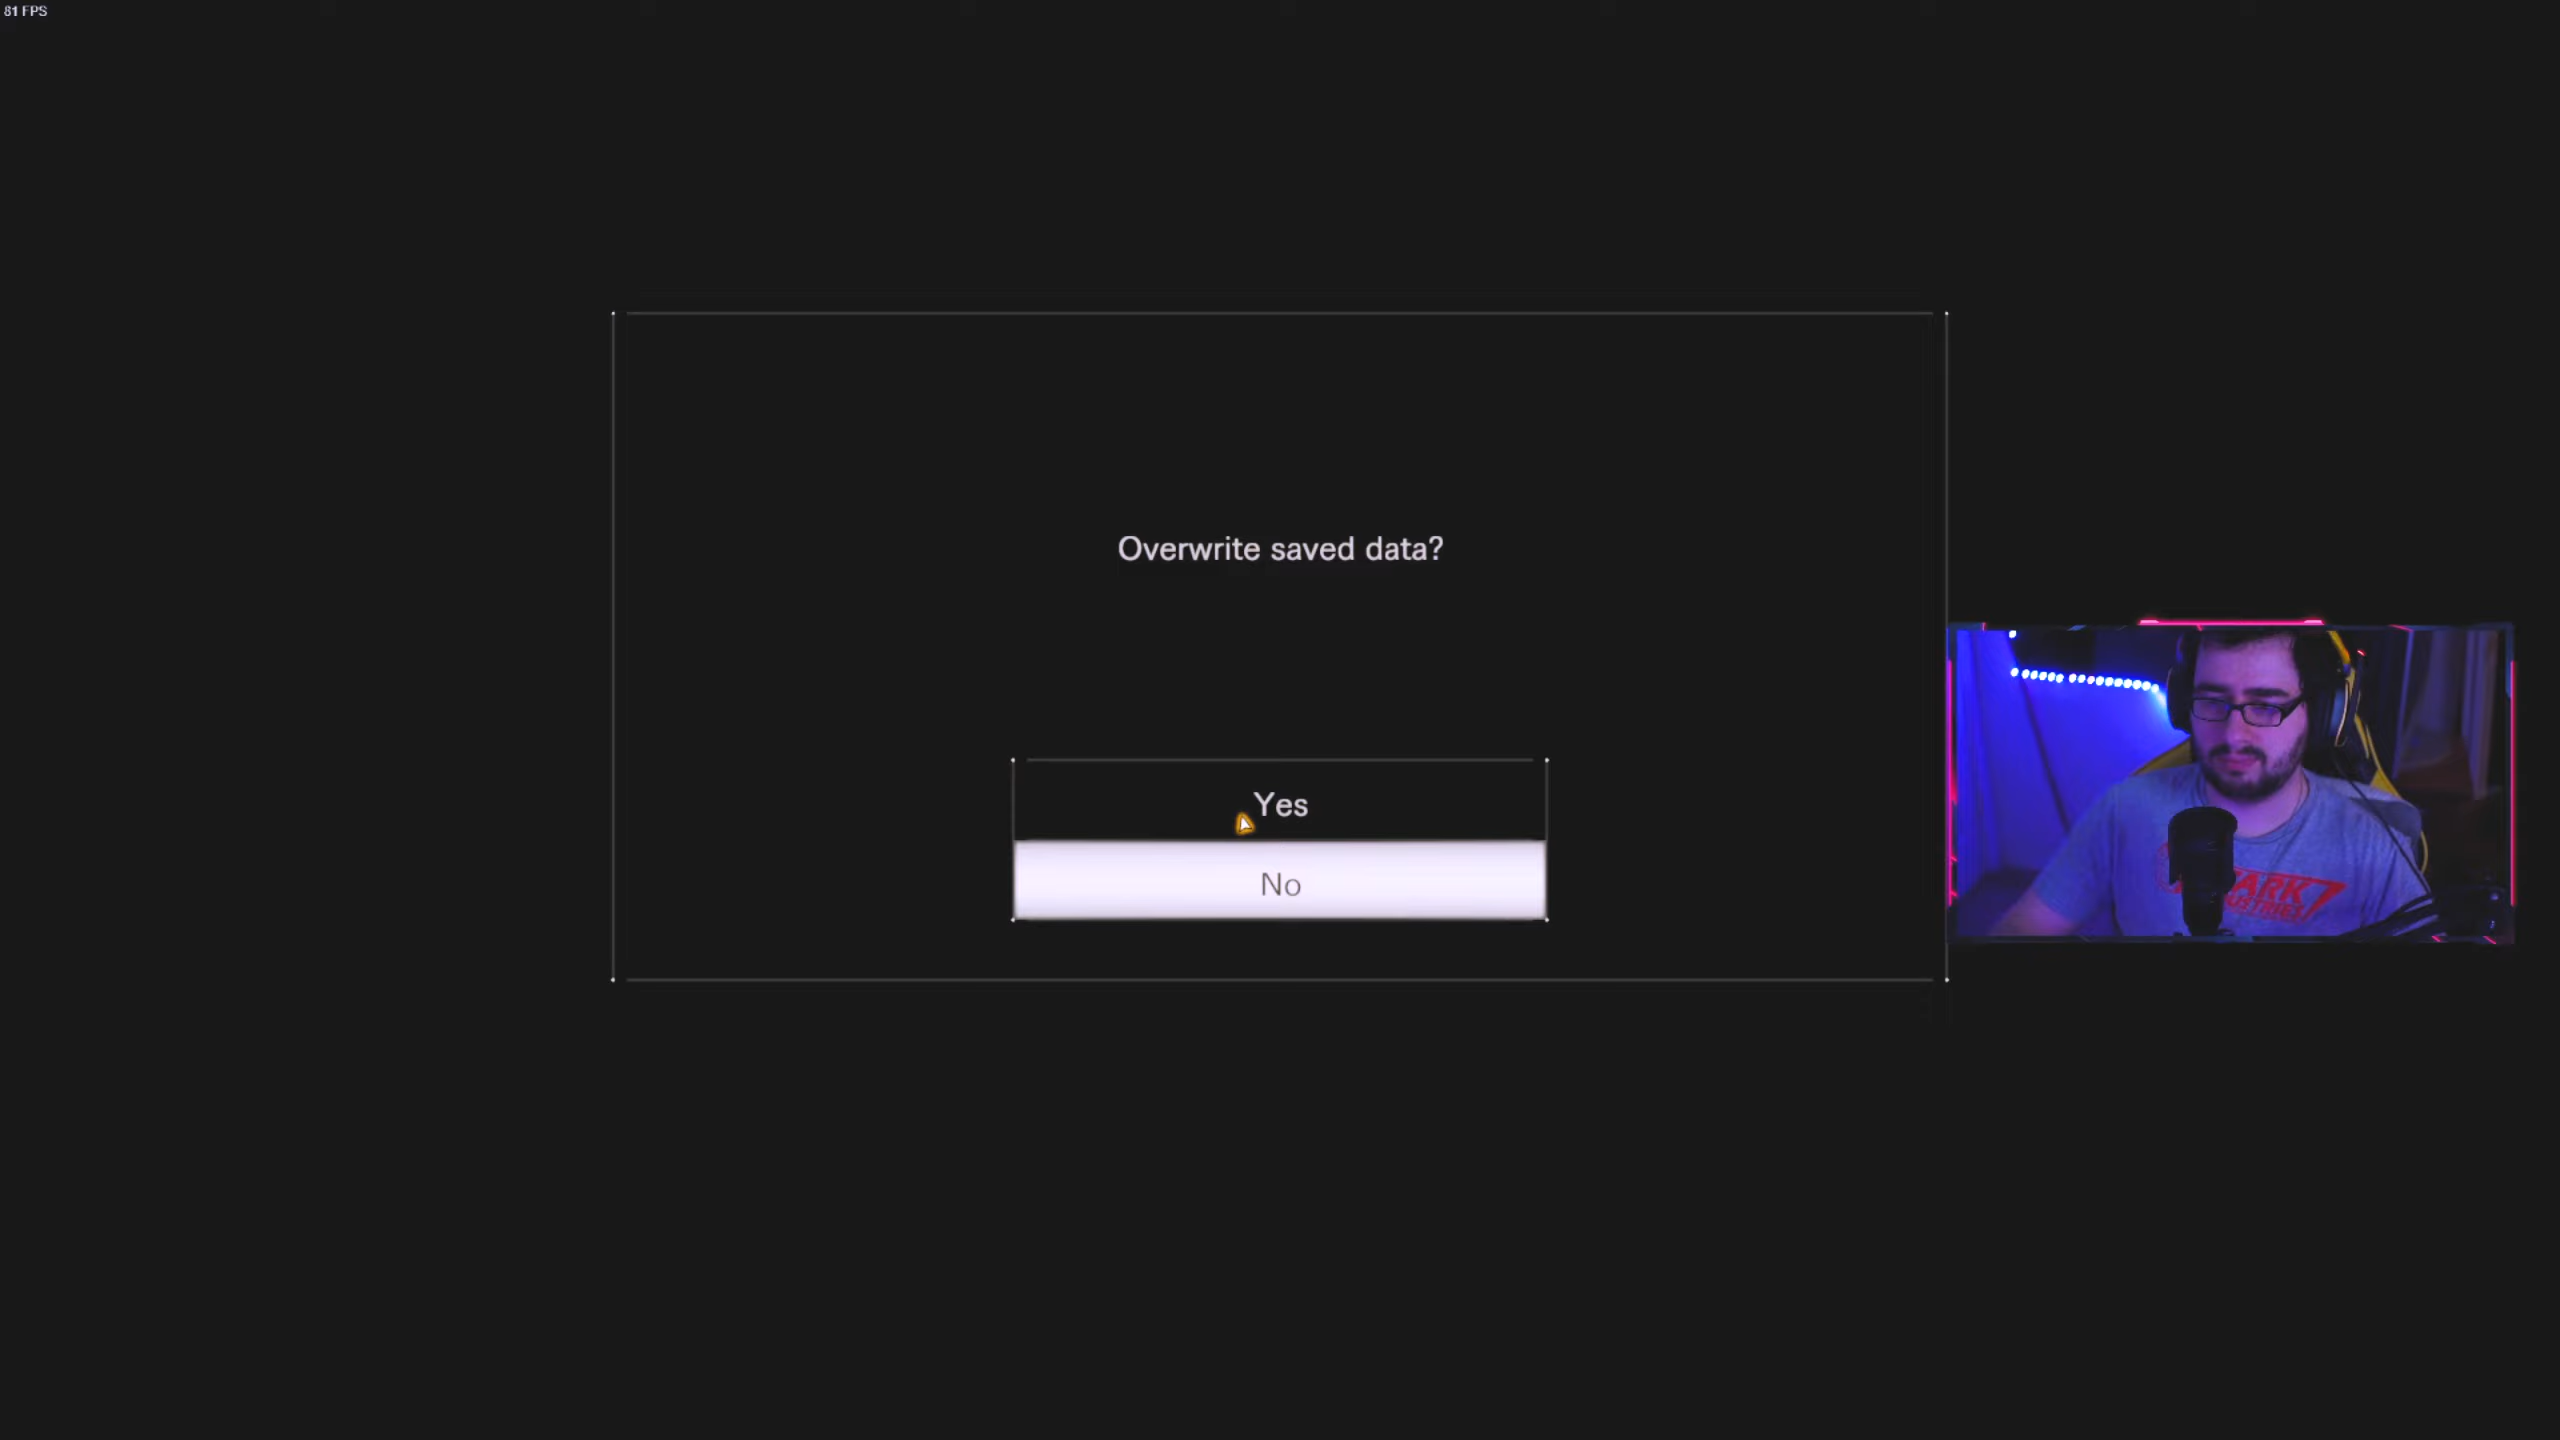 81 FPS
Overwrite saved data?
Yes
No